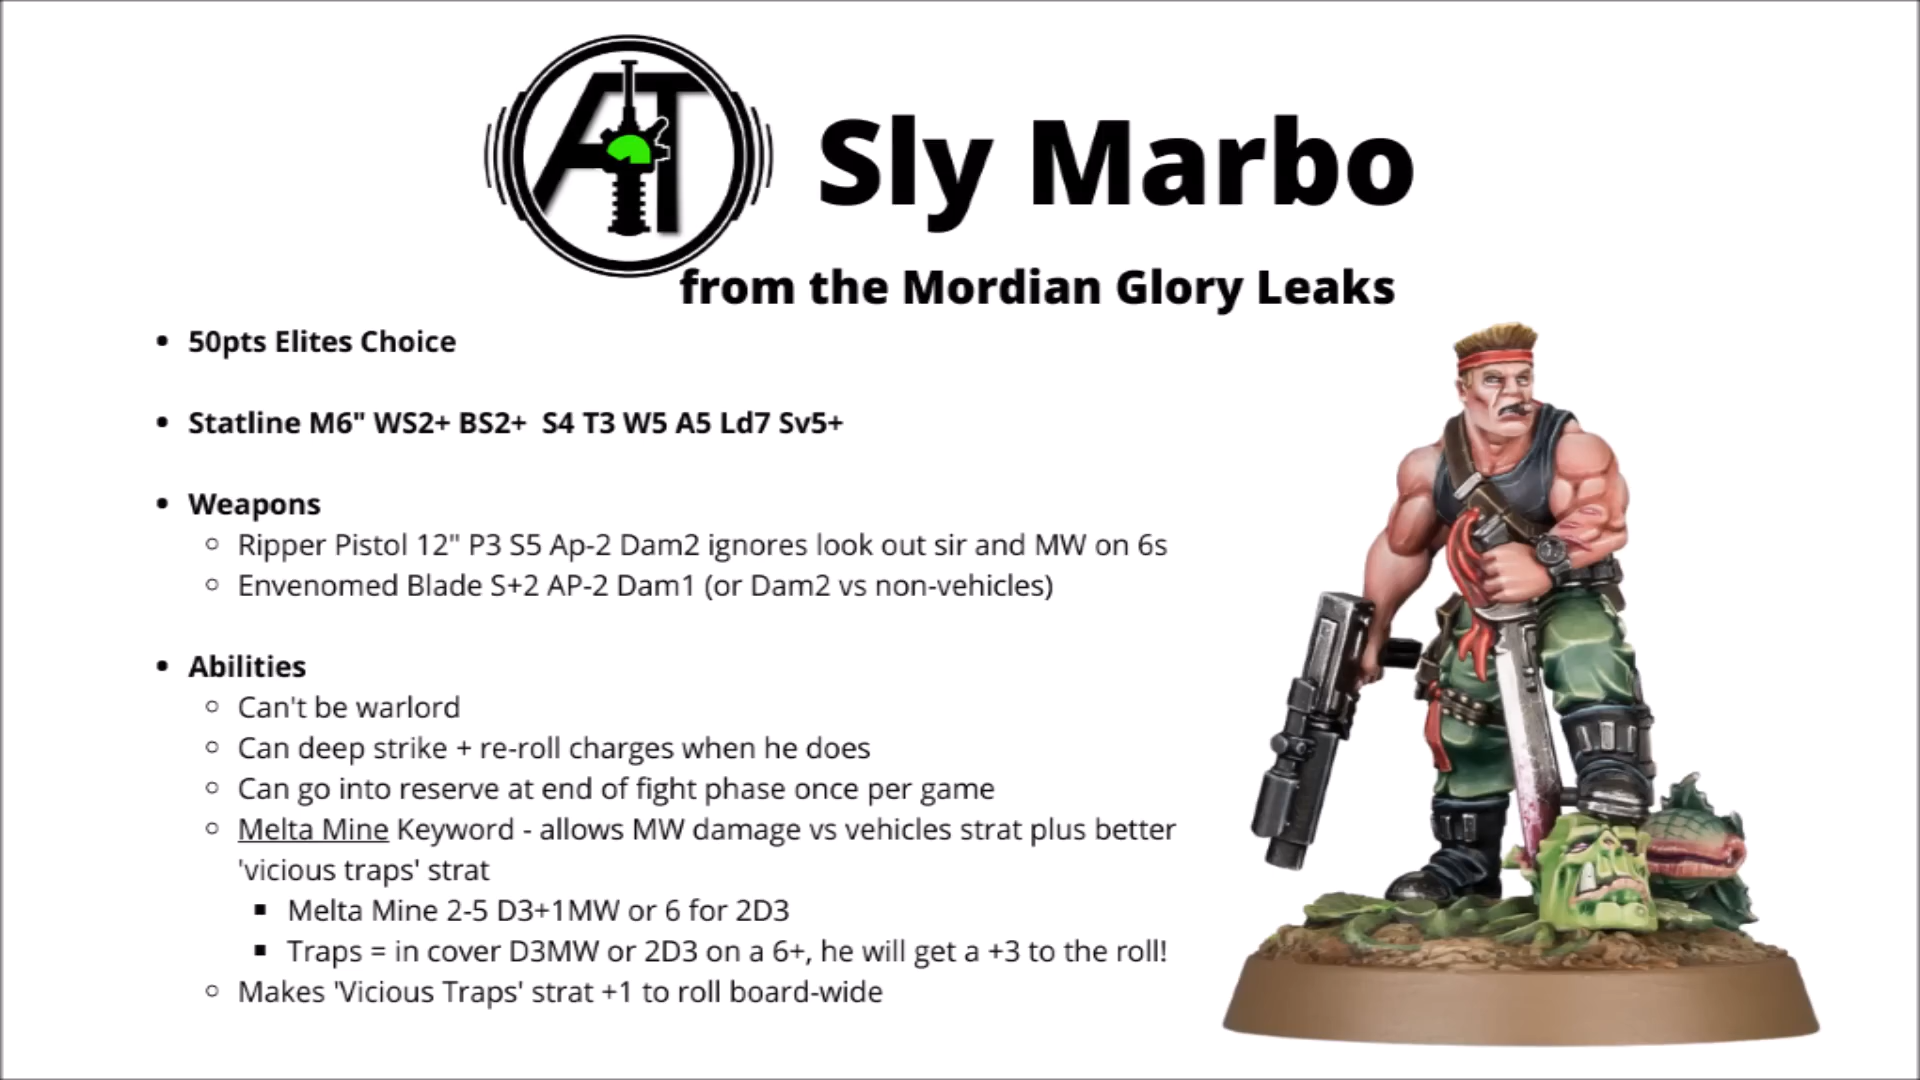 AT
Sly Marbo
from the Mordian Glory Leaks
• 50pts Elites Choice
• Statline M6" WS2+ BS2+ S4 T3 W5 A5 Ld7 Sv5+
• Weapons
○ Ripper Pistol 12" P3 S5 Ap-2 Dam2 ignores look out sir and MW on 6s
○ Envenomed Blade S+2 AP-2 Dam1 (or Dam2 vs non-vehicles)
• Abilities
○ Can't be warlord
○ Can deep strike + re-roll charges when he does
○ Can go into reserve at end of fight phase once per game
○ Melta Mine Keyword - allows MW damage vs vehicles strat plus better
'vicious traps' strat
▪ Melta Mine 2-5 D3+1MW or 6 for 2D3
▪ Traps = in cover D3MW or 2D3 on a 6+, he will get a +3 to the roll!
○ Makes 'Vicious Traps' strat +1 to roll board-wide